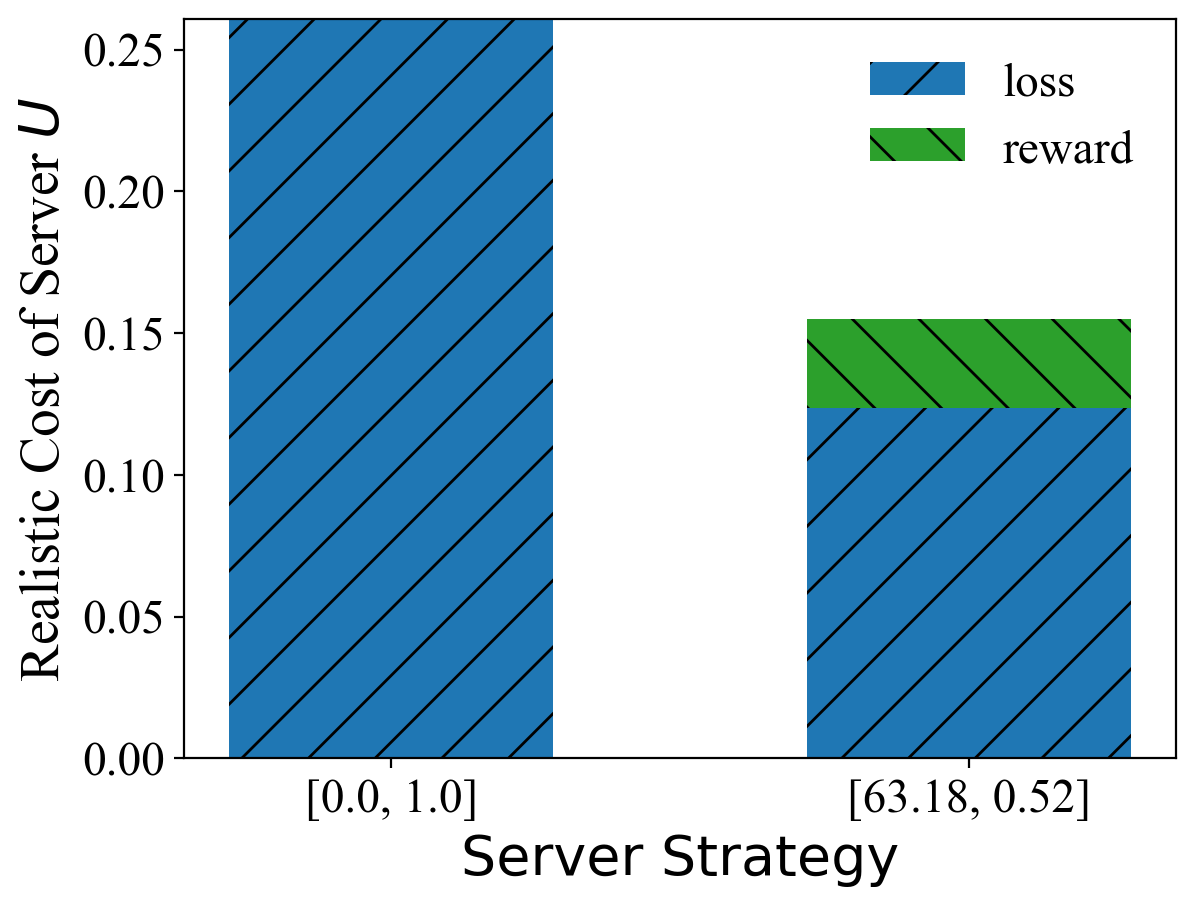 Realistic Cost of Server U
0.25
0.20
0.15
0.10
0.05
0.00
loss
reward
[0.0, 1.0]
[63.18, 0.52]
Server Strategy